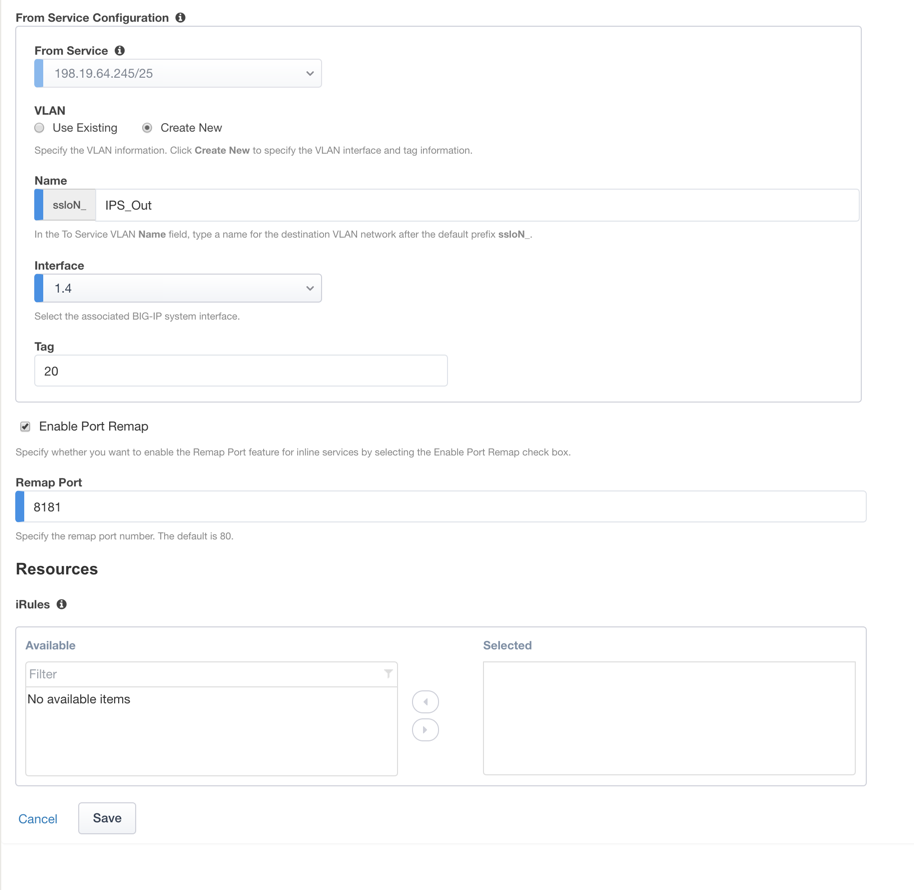 From Service Configuration
From Service
198.19.64.245/25
VLAN
Use Existing Create New
Specify the VLAN information. Click Create New to specify the VLAN interface and tag information.
Name
ssloN_ IPS_Out
In the To Service VLAN Name field, type a name for the destination VLAN network after the default prefix ssloN_.
Interface
1.4
Select the associated BIG-IP system interface.
Tag
20
Enable Port Remap
Specify whether you want to enable the Remap Port feature for inline services by selecting the Enable Port Remap check box.
Remap Port
8181
Specify the remap port number. The default is 80.
Resources
iRules
Available Selected
Filter
No available items
Cancel Save